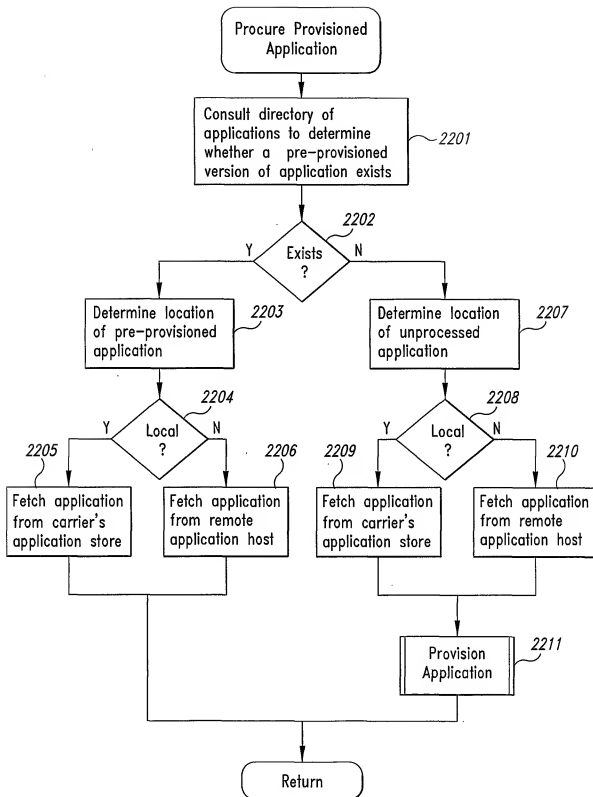 Procure Provisioned
Application
Consult directory of
applications to determine
whether a pre-provisioned
version of application exists
2201
2202
Y
Exists
?
N
Determine location
of pre-provisioned
application
2203
Determine location
of unprocessed
application
2207
2204
Y
Local
?
N
2208
Y
Local
?
N
2205
Fetch application
from carrier's
application store
2206
Fetch application
from remote
application host
2209
Fetch application
from carrier's
application store
2210
Fetch application
from remote
application host
Provision
Application
2211
Return